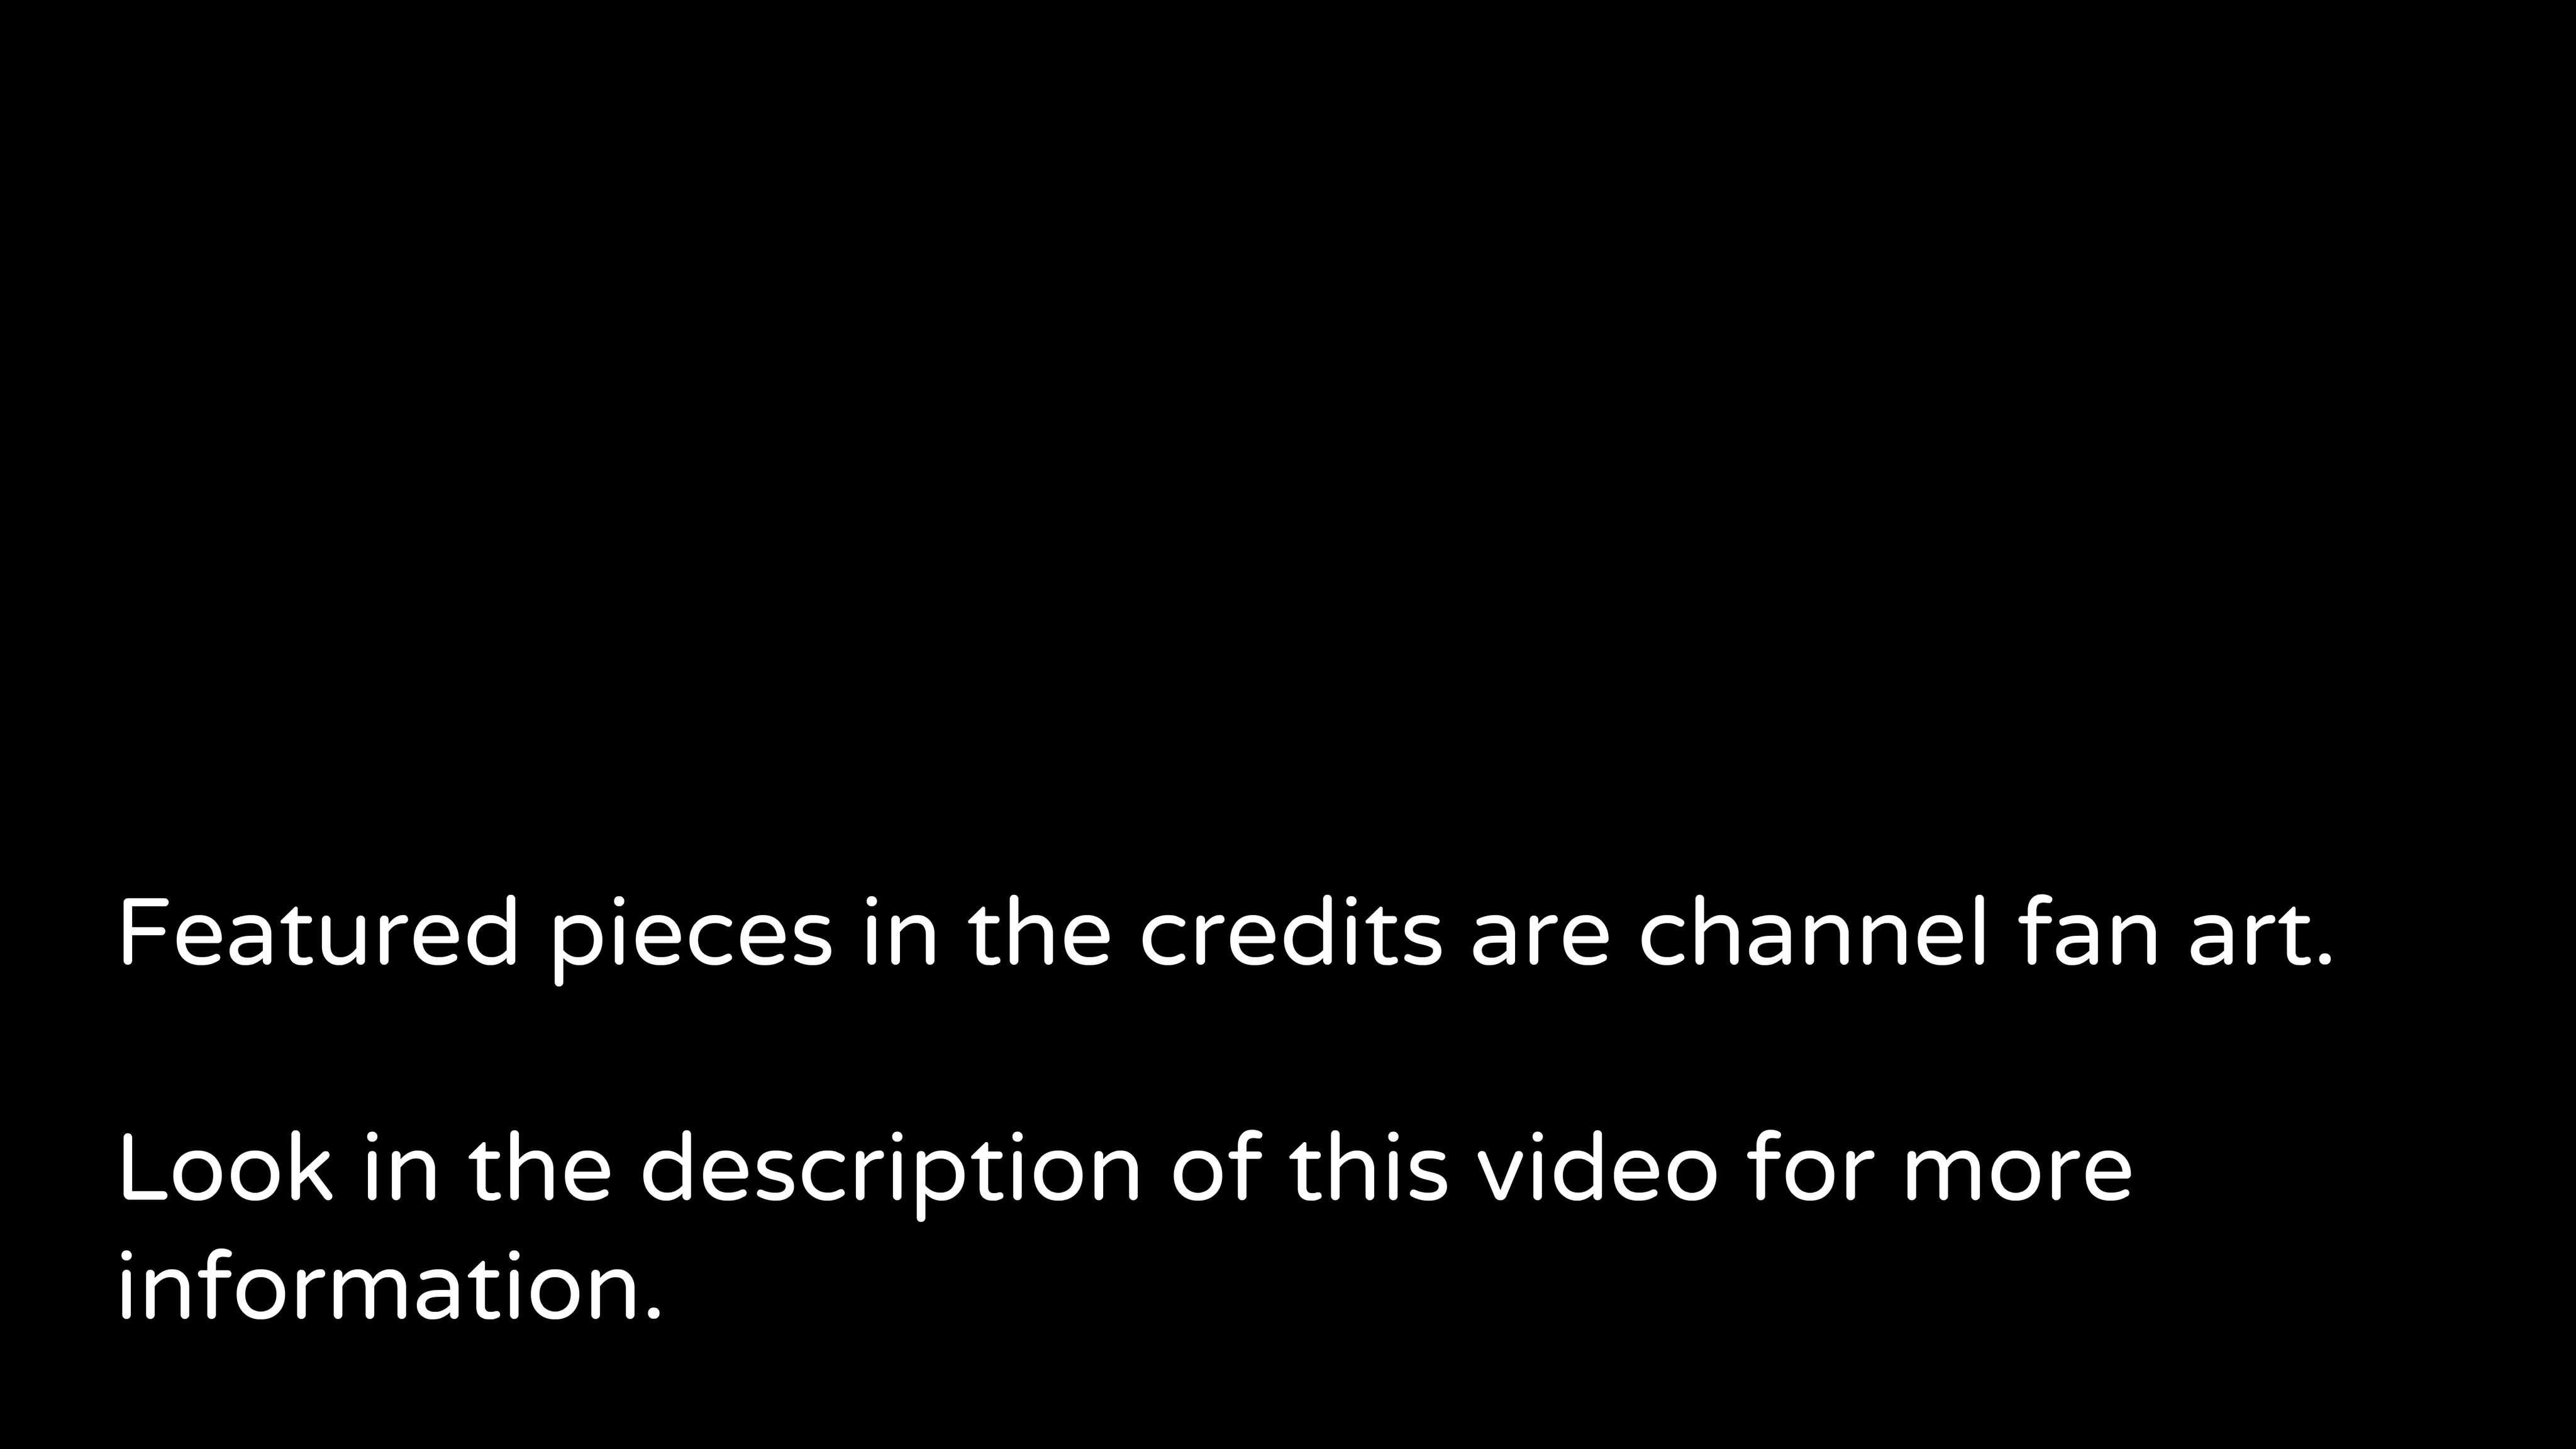 Featured pieces in the credits are channel fan art.
Look in the description of this video for more
information.